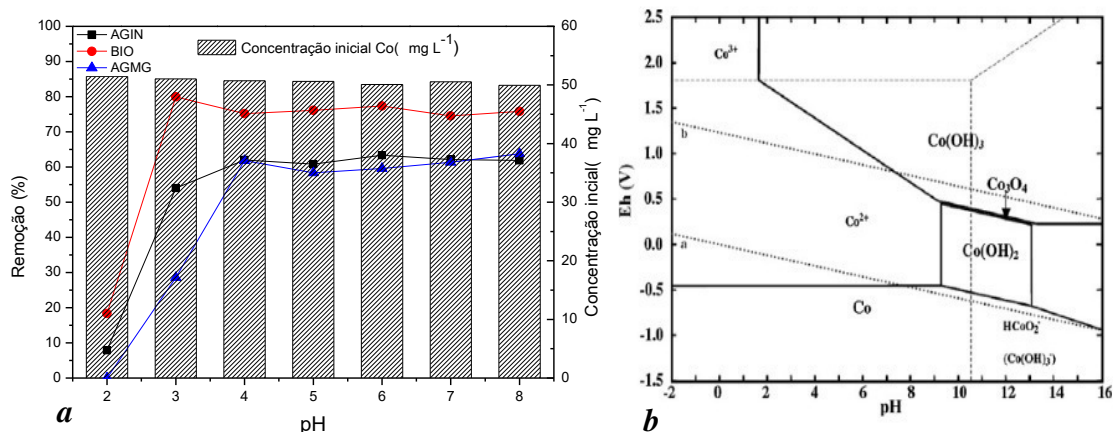 AGIN
BIO
AGMG
Concentração inicial Co( mg L⁻¹)
Remoção (%)
100
90
80
70
60
50
40
30
20
10
0
2 3 4 5 6 7 8
pH
60
50
40
30
20
10
0
Concentração inicial( mg L⁻¹)
a
Eh (V)
2.5
2.0
1.5
1.0
0.5
0.0
-0.5
-1.0
-1.5
Co³⁺
b
Co(OH)₃
Co₃O₄
Co²⁺
a
Co(OH)₂
Co
HCoO₂⁻
(Co(OH)₃⁻)
-2 0 2 4 6 8 10 12 14 16
pH
b